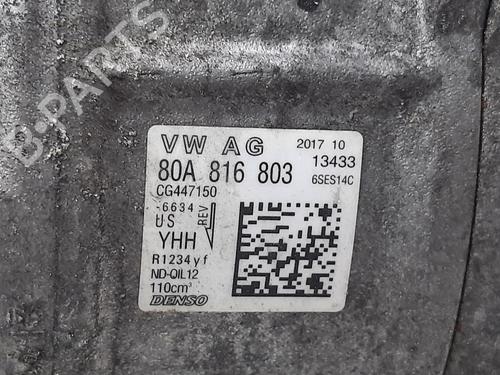 B-PARTS
VW AG 2017 10
13433
80A 816 803 6SES14C
CG447150
-6634
US REV
YHH
R1234yf
ND-OIL12
110cm³
DENSO